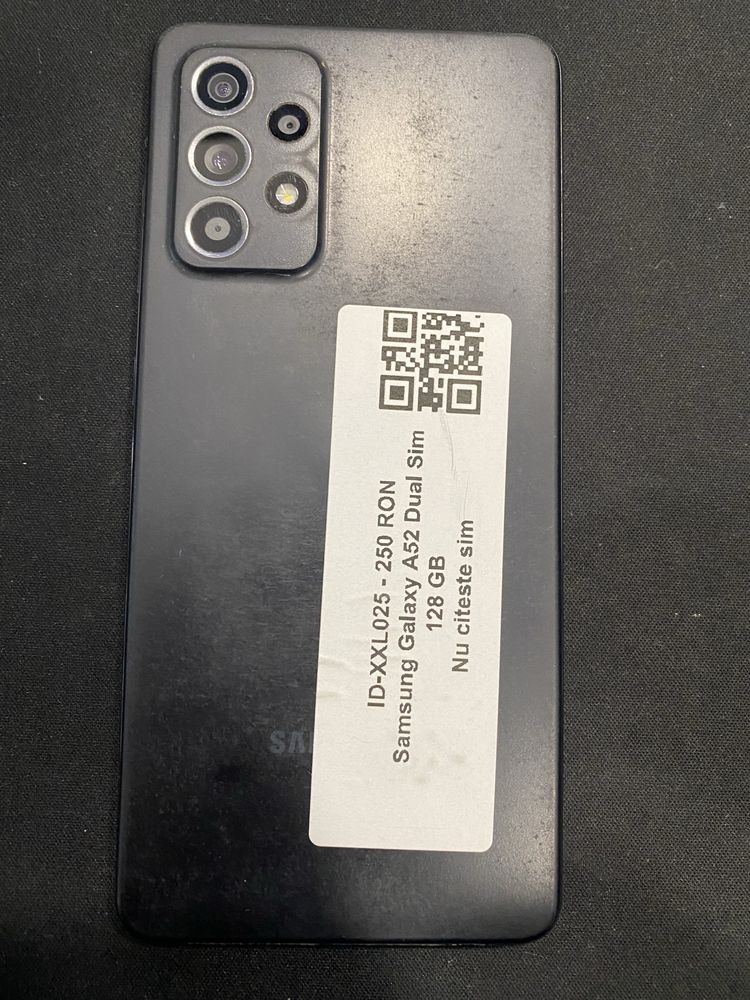 ID-XXL025 - 250 RON
Samsung Galaxy A52 Dual Sim
128 GB
Nu citeste sim